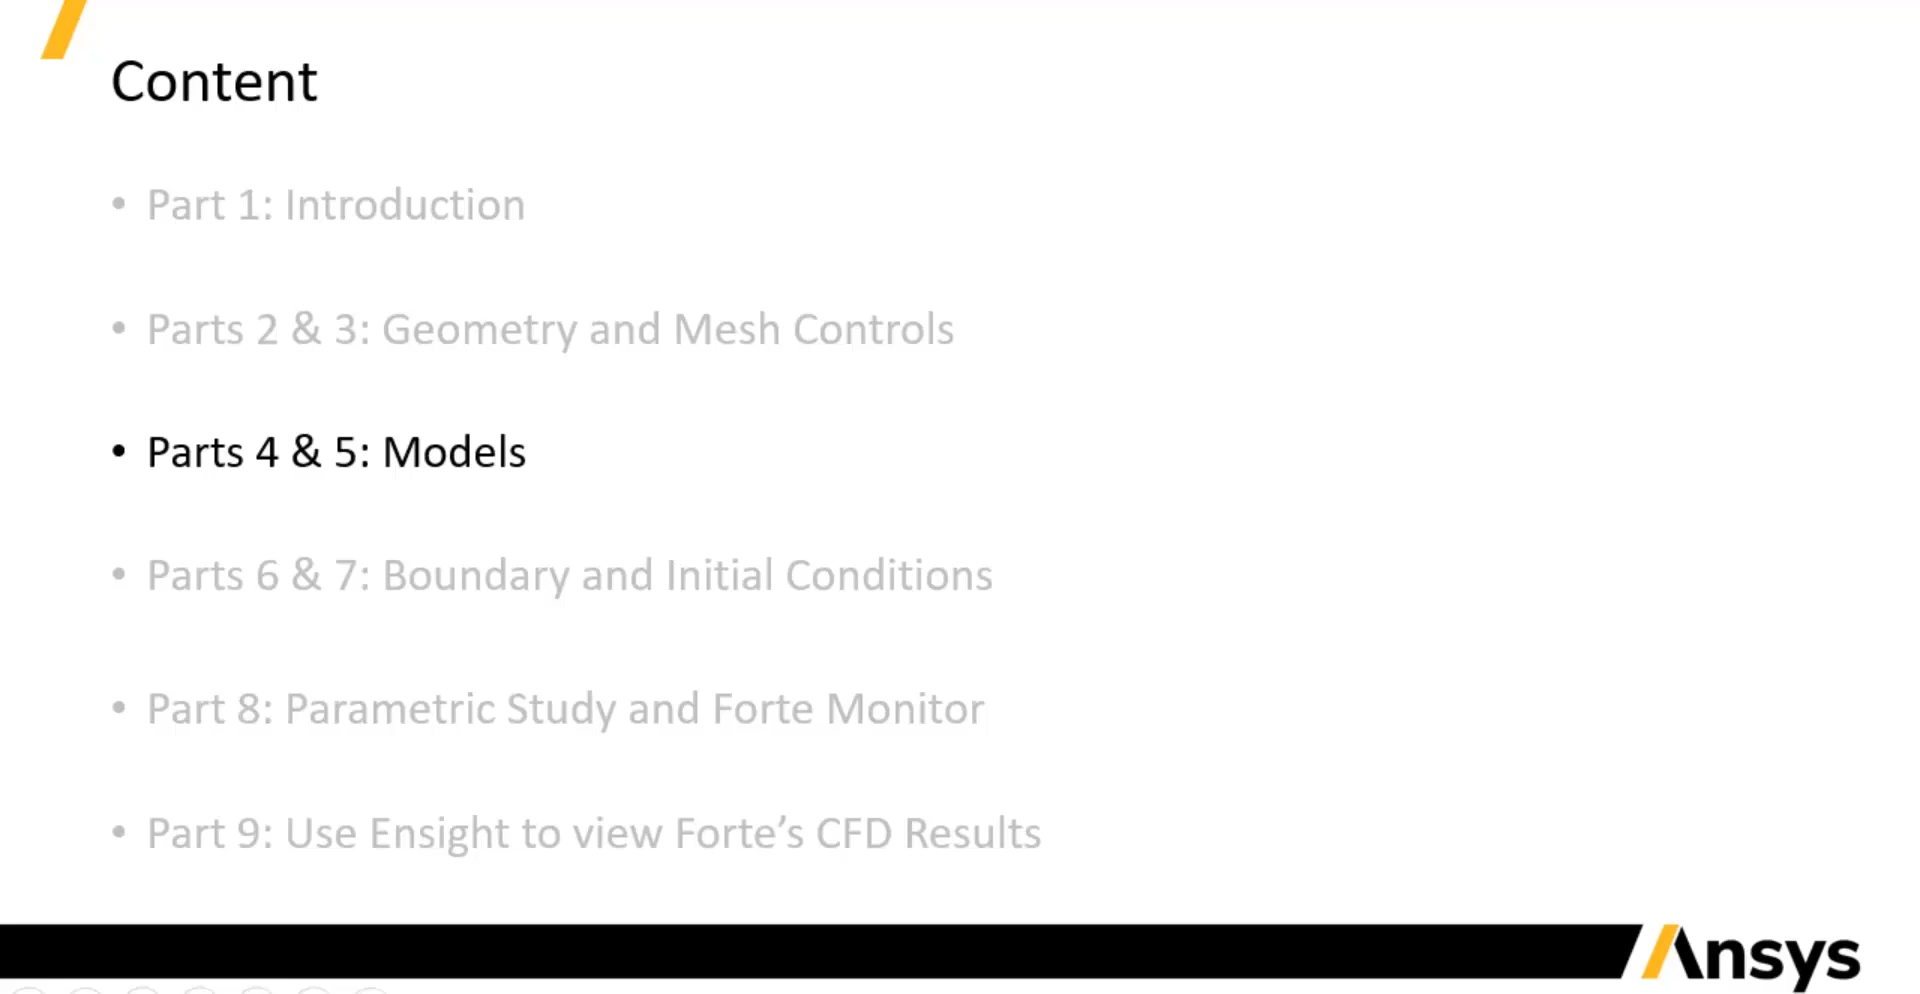 Content
• Part 1: Introduction
• Parts 2 & 3: Geometry and Mesh Controls
• Parts 4 & 5: Models
• Parts 6 & 7: Boundary and Initial Conditions
• Part 8: Parametric Study and Forte Monitor
• Part 9: Use Ensight to view Forte’s CFD Results
Ansys